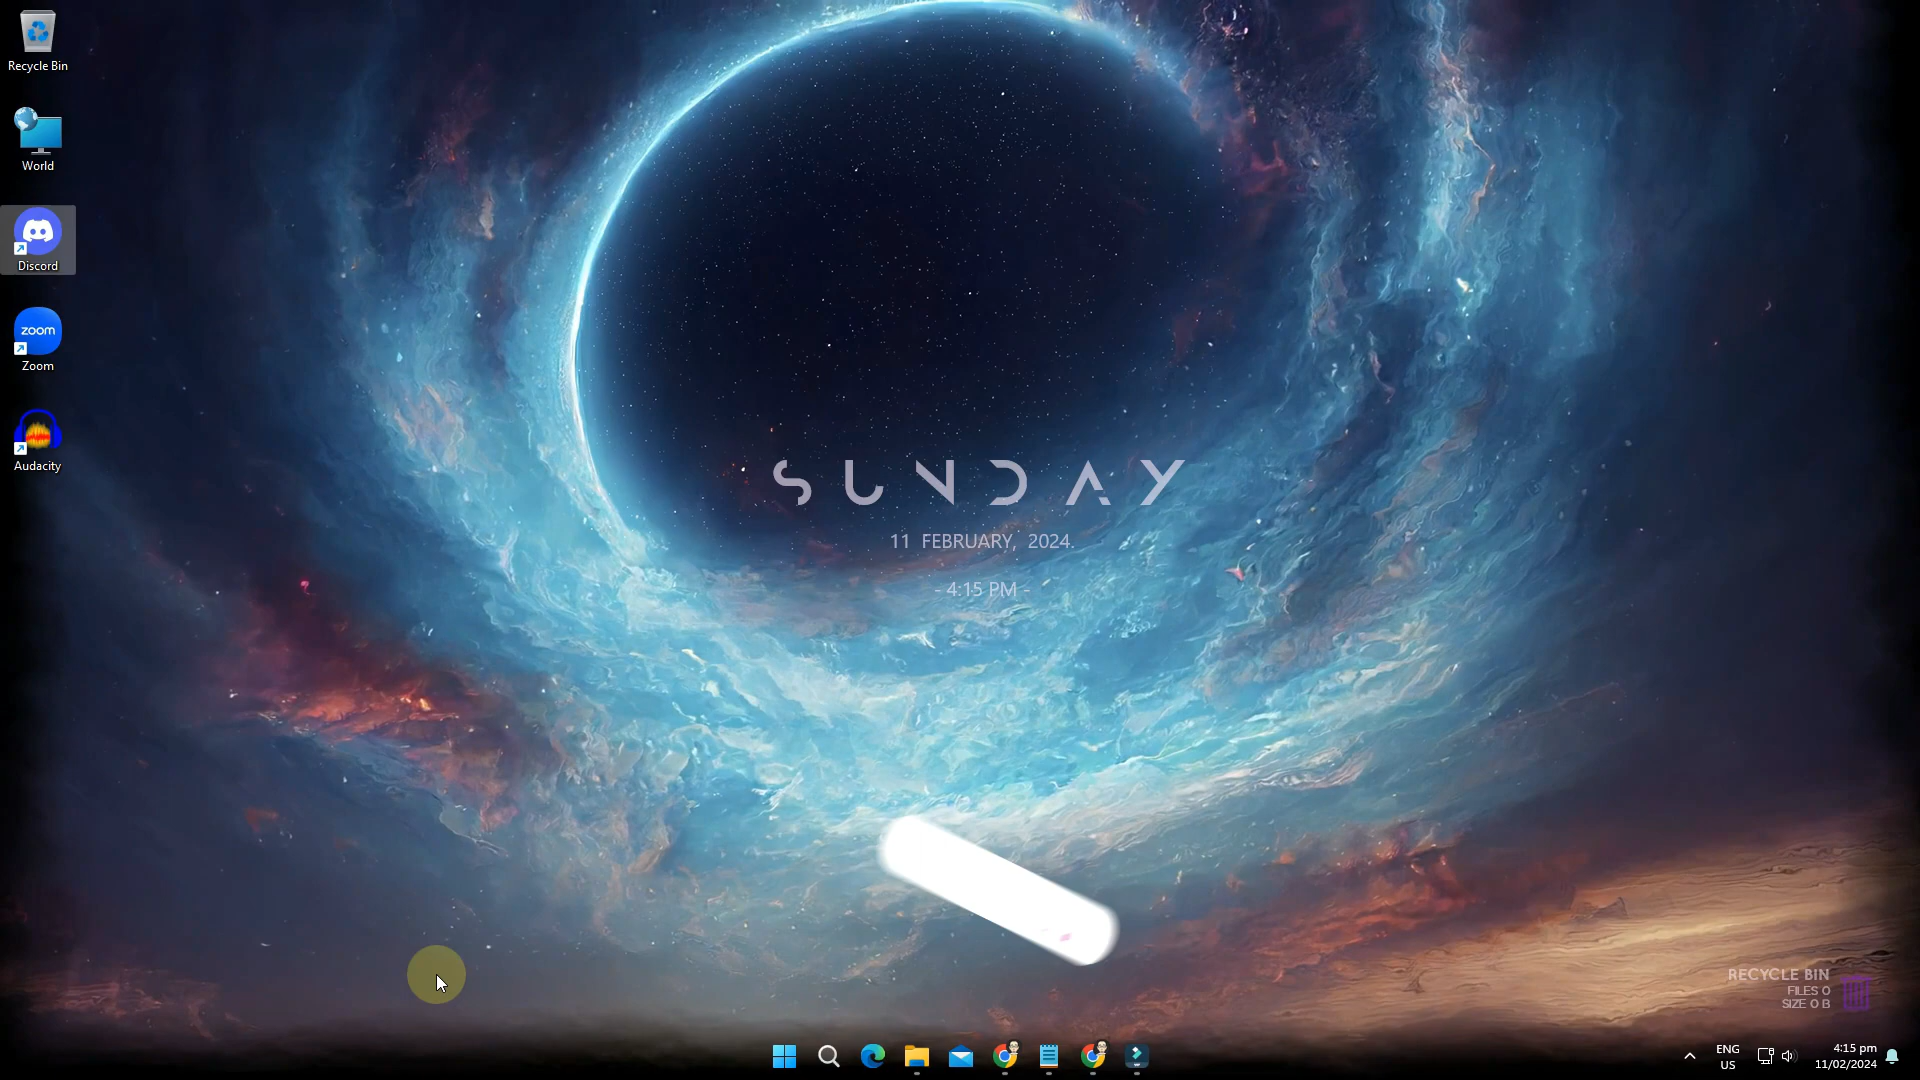 Recycle Bin
World
Discord
zoom
Zoom
Audacity
SUNDAY
11 FEBRUARY, 2024.
- 4:15 PM -
RECYCLE BIN
FILES 0
SIZE 0 B
ENG
US
4:15 pm
11/02/2024